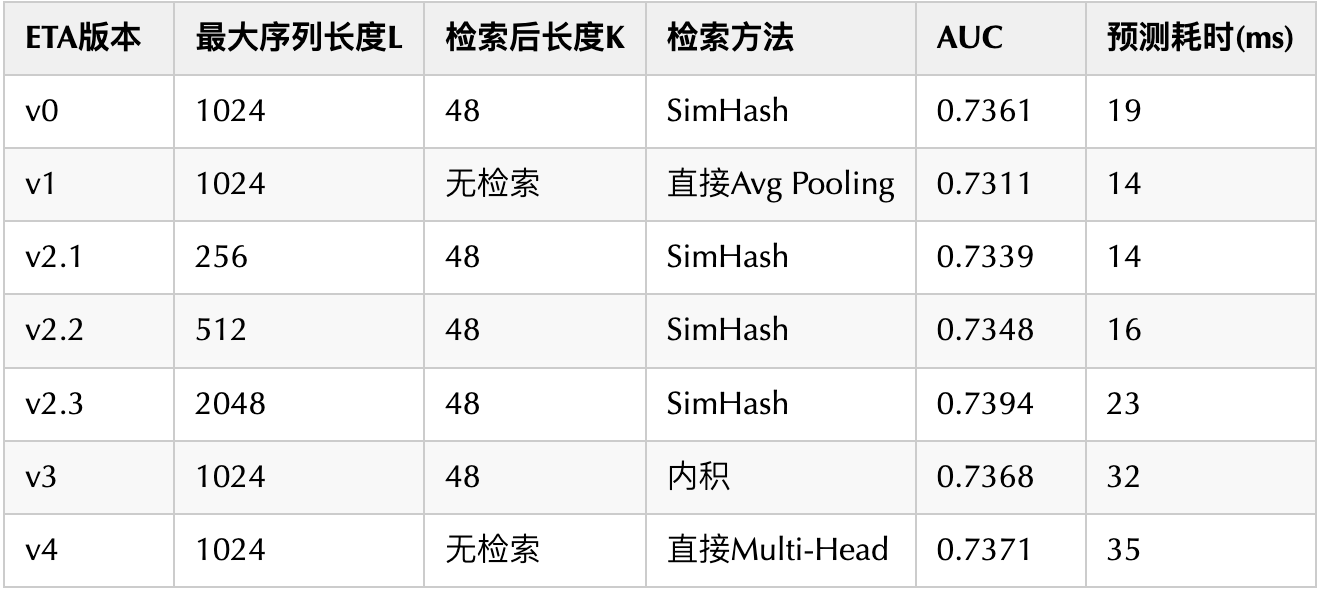 ETA版本 最大序列长度L 检索后长度K 检索方法 AUC 预测耗时(ms)
v0 1024 48 SimHash 0.7361 19
v1 1024 无检索 直接Avg Pooling 0.7311 14
v2.1 256 48 SimHash 0.7339 14
v2.2 512 48 SimHash 0.7348 16
v2.3 2048 48 SimHash 0.7394 23
v3 1024 48 内积 0.7368 32
v4 1024 无检索 直接Multi-Head 0.7371 35